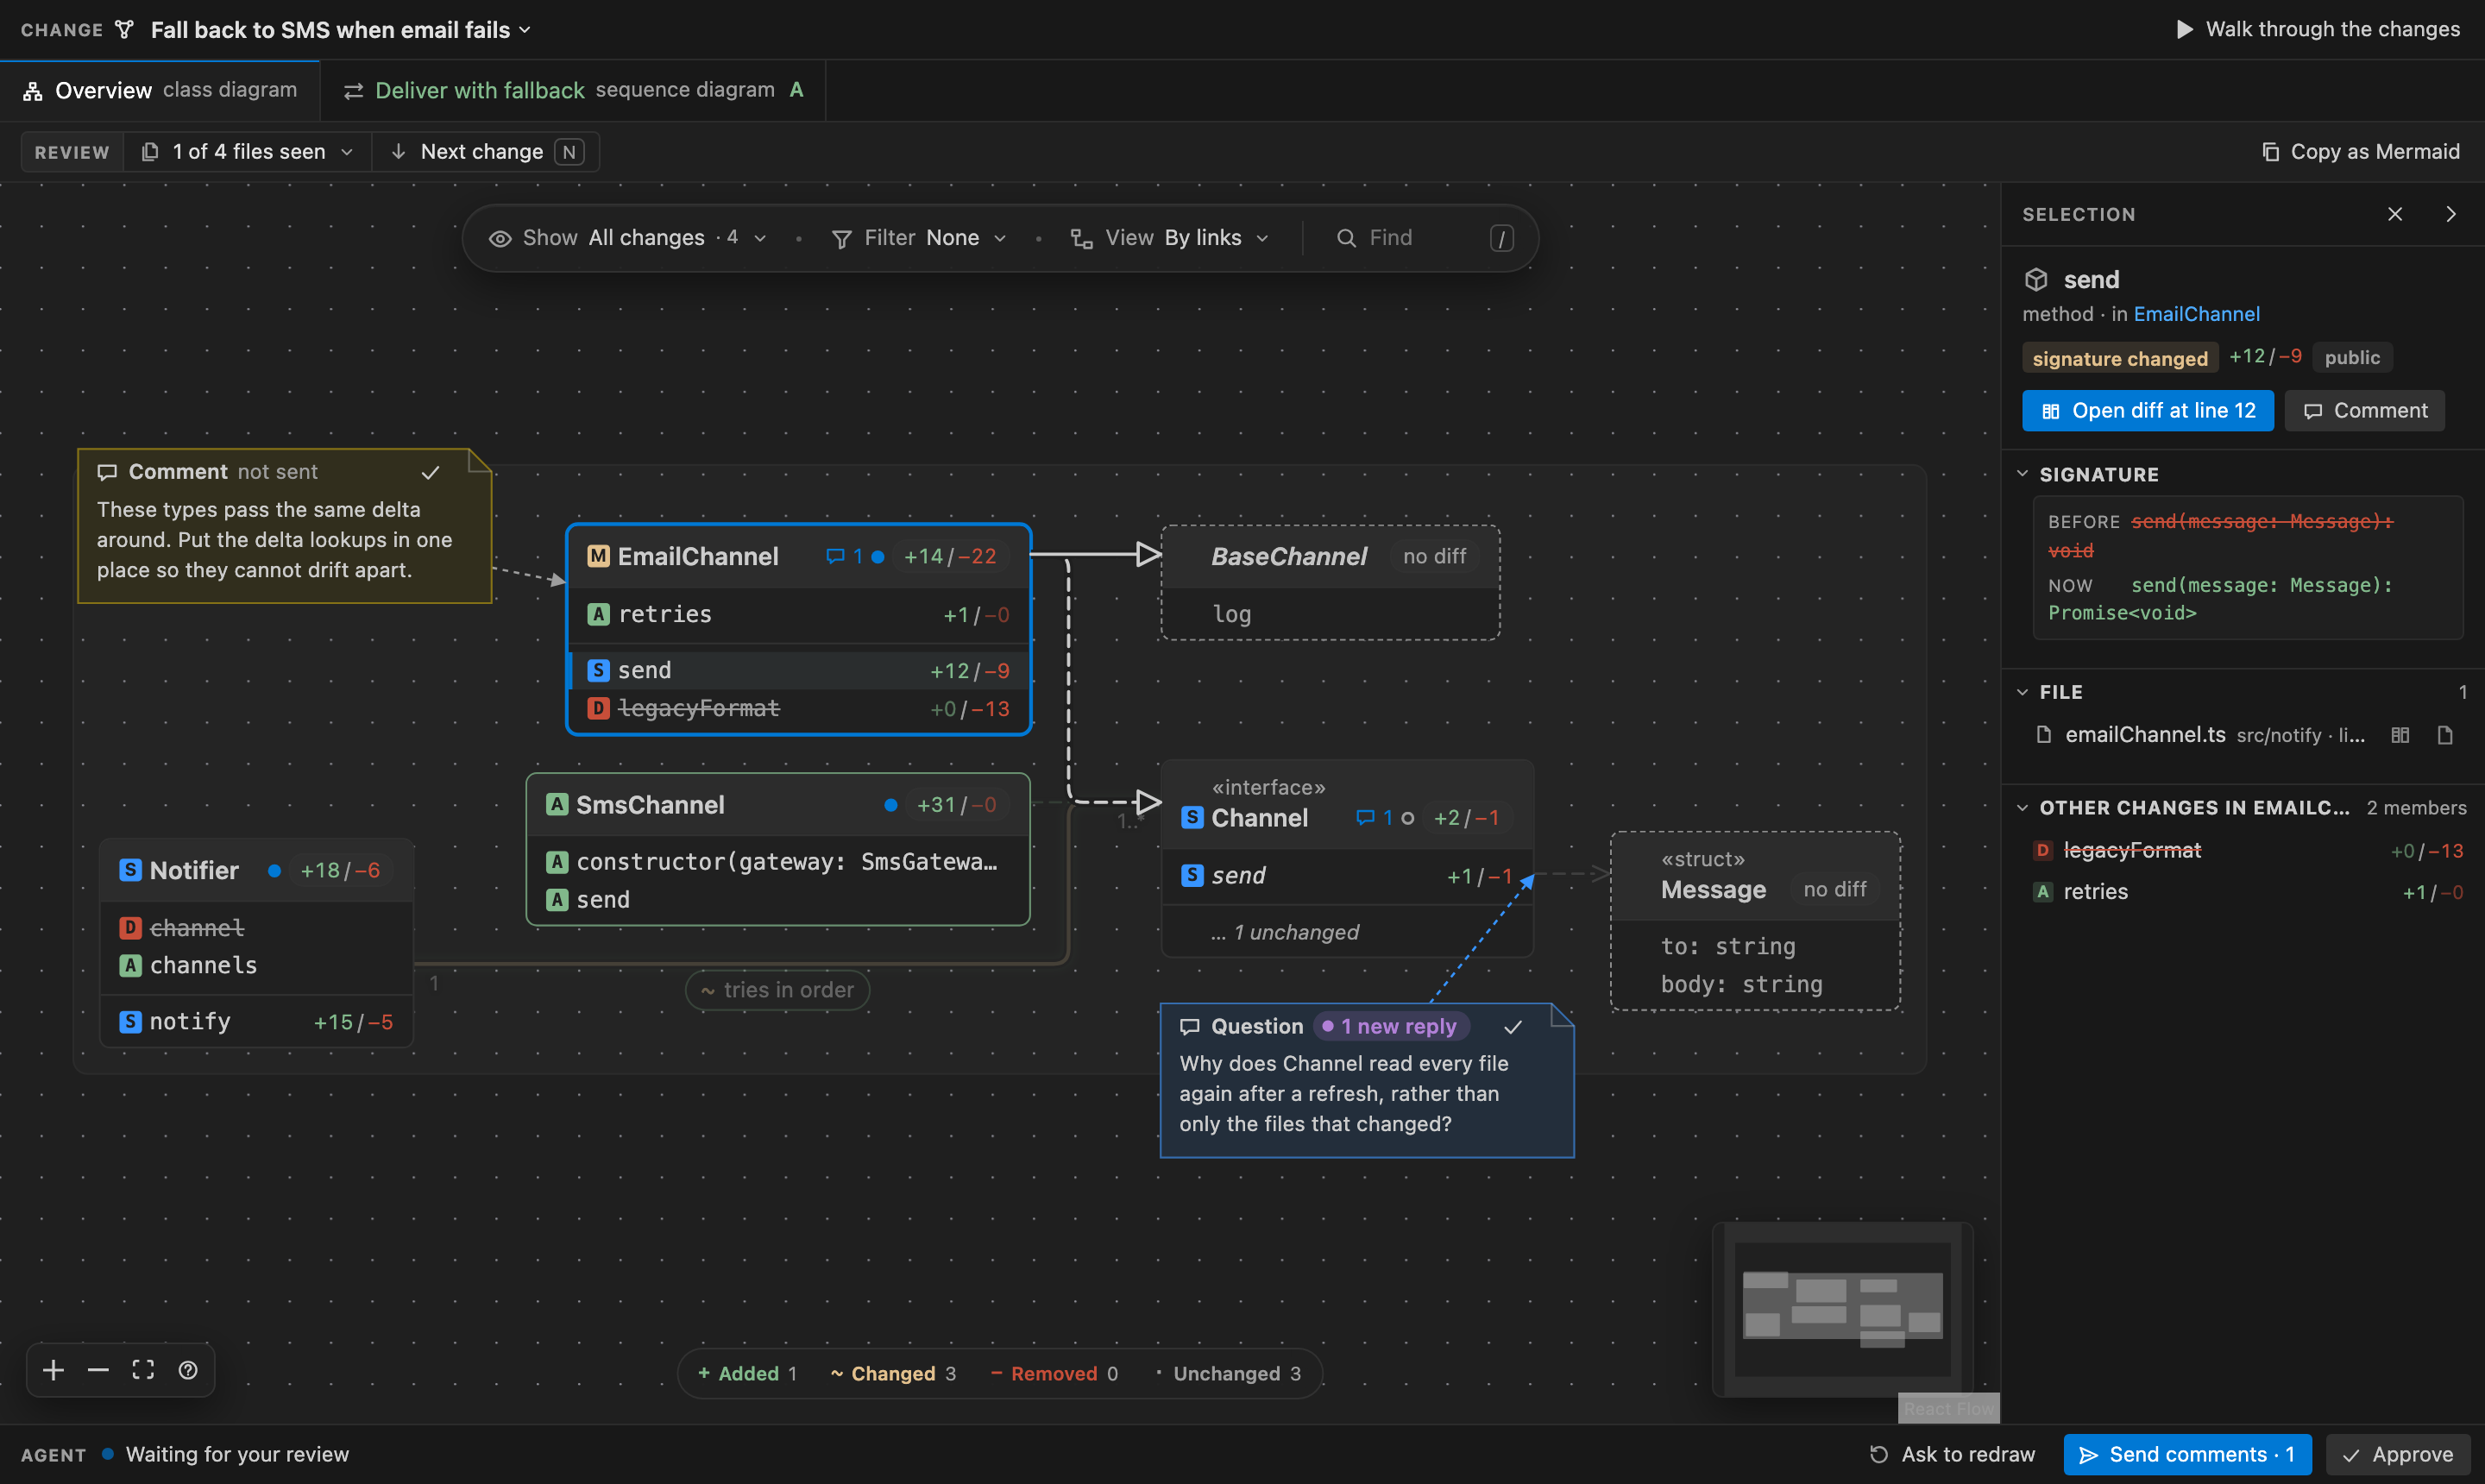 CHANGE Fall back to SMS when email fails
Walk through the changes
Overview class diagram
Deliver with fallback sequence diagram A
REVIEW 1 of 4 files seen Next change N
Copy as Mermaid
Show All changes · 4 • Filter None • View By links Find /
Comment not sent
These types pass the same delta
around. Put the delta lookups in one
place so they cannot drift apart.
M EmailChannel 1 +14/−22
A retries +1/−0
S send +12/−9
D legacyFormat +0/−13
BaseChannel no diff
log
A SmsChannel +31/−0
A constructor(gateway: SmsGatewa…
A send
1..*
«interface»
S Channel 1 +2/−1
S send +1/−1
... 1 unchanged
«struct»
Message no diff
to: string
body: string
S Notifier +18/−6
D channel
A channels
S notify +15/−5
1
~ tries in order
Question 1 new reply
Why does Channel read every file
again after a refresh, rather than
only the files that changed?
+ Added 1 ~ Changed 3 − Removed 0 · Unchanged 3
React Flow
SELECTION
send
method · in EmailChannel
signature changed +12/−9 public
Open diff at line 12 Comment
SIGNATURE
BEFORE send(message: Message):
void
NOW send(message: Message):
Promise<void>
FILE 1
emailChannel.ts src/notify · li...
OTHER CHANGES IN EMAILC... 2 members
D legacyFormat +0/−13
A retries +1/−0
AGENT Waiting for your review
Ask to redraw Send comments · 1 Approve